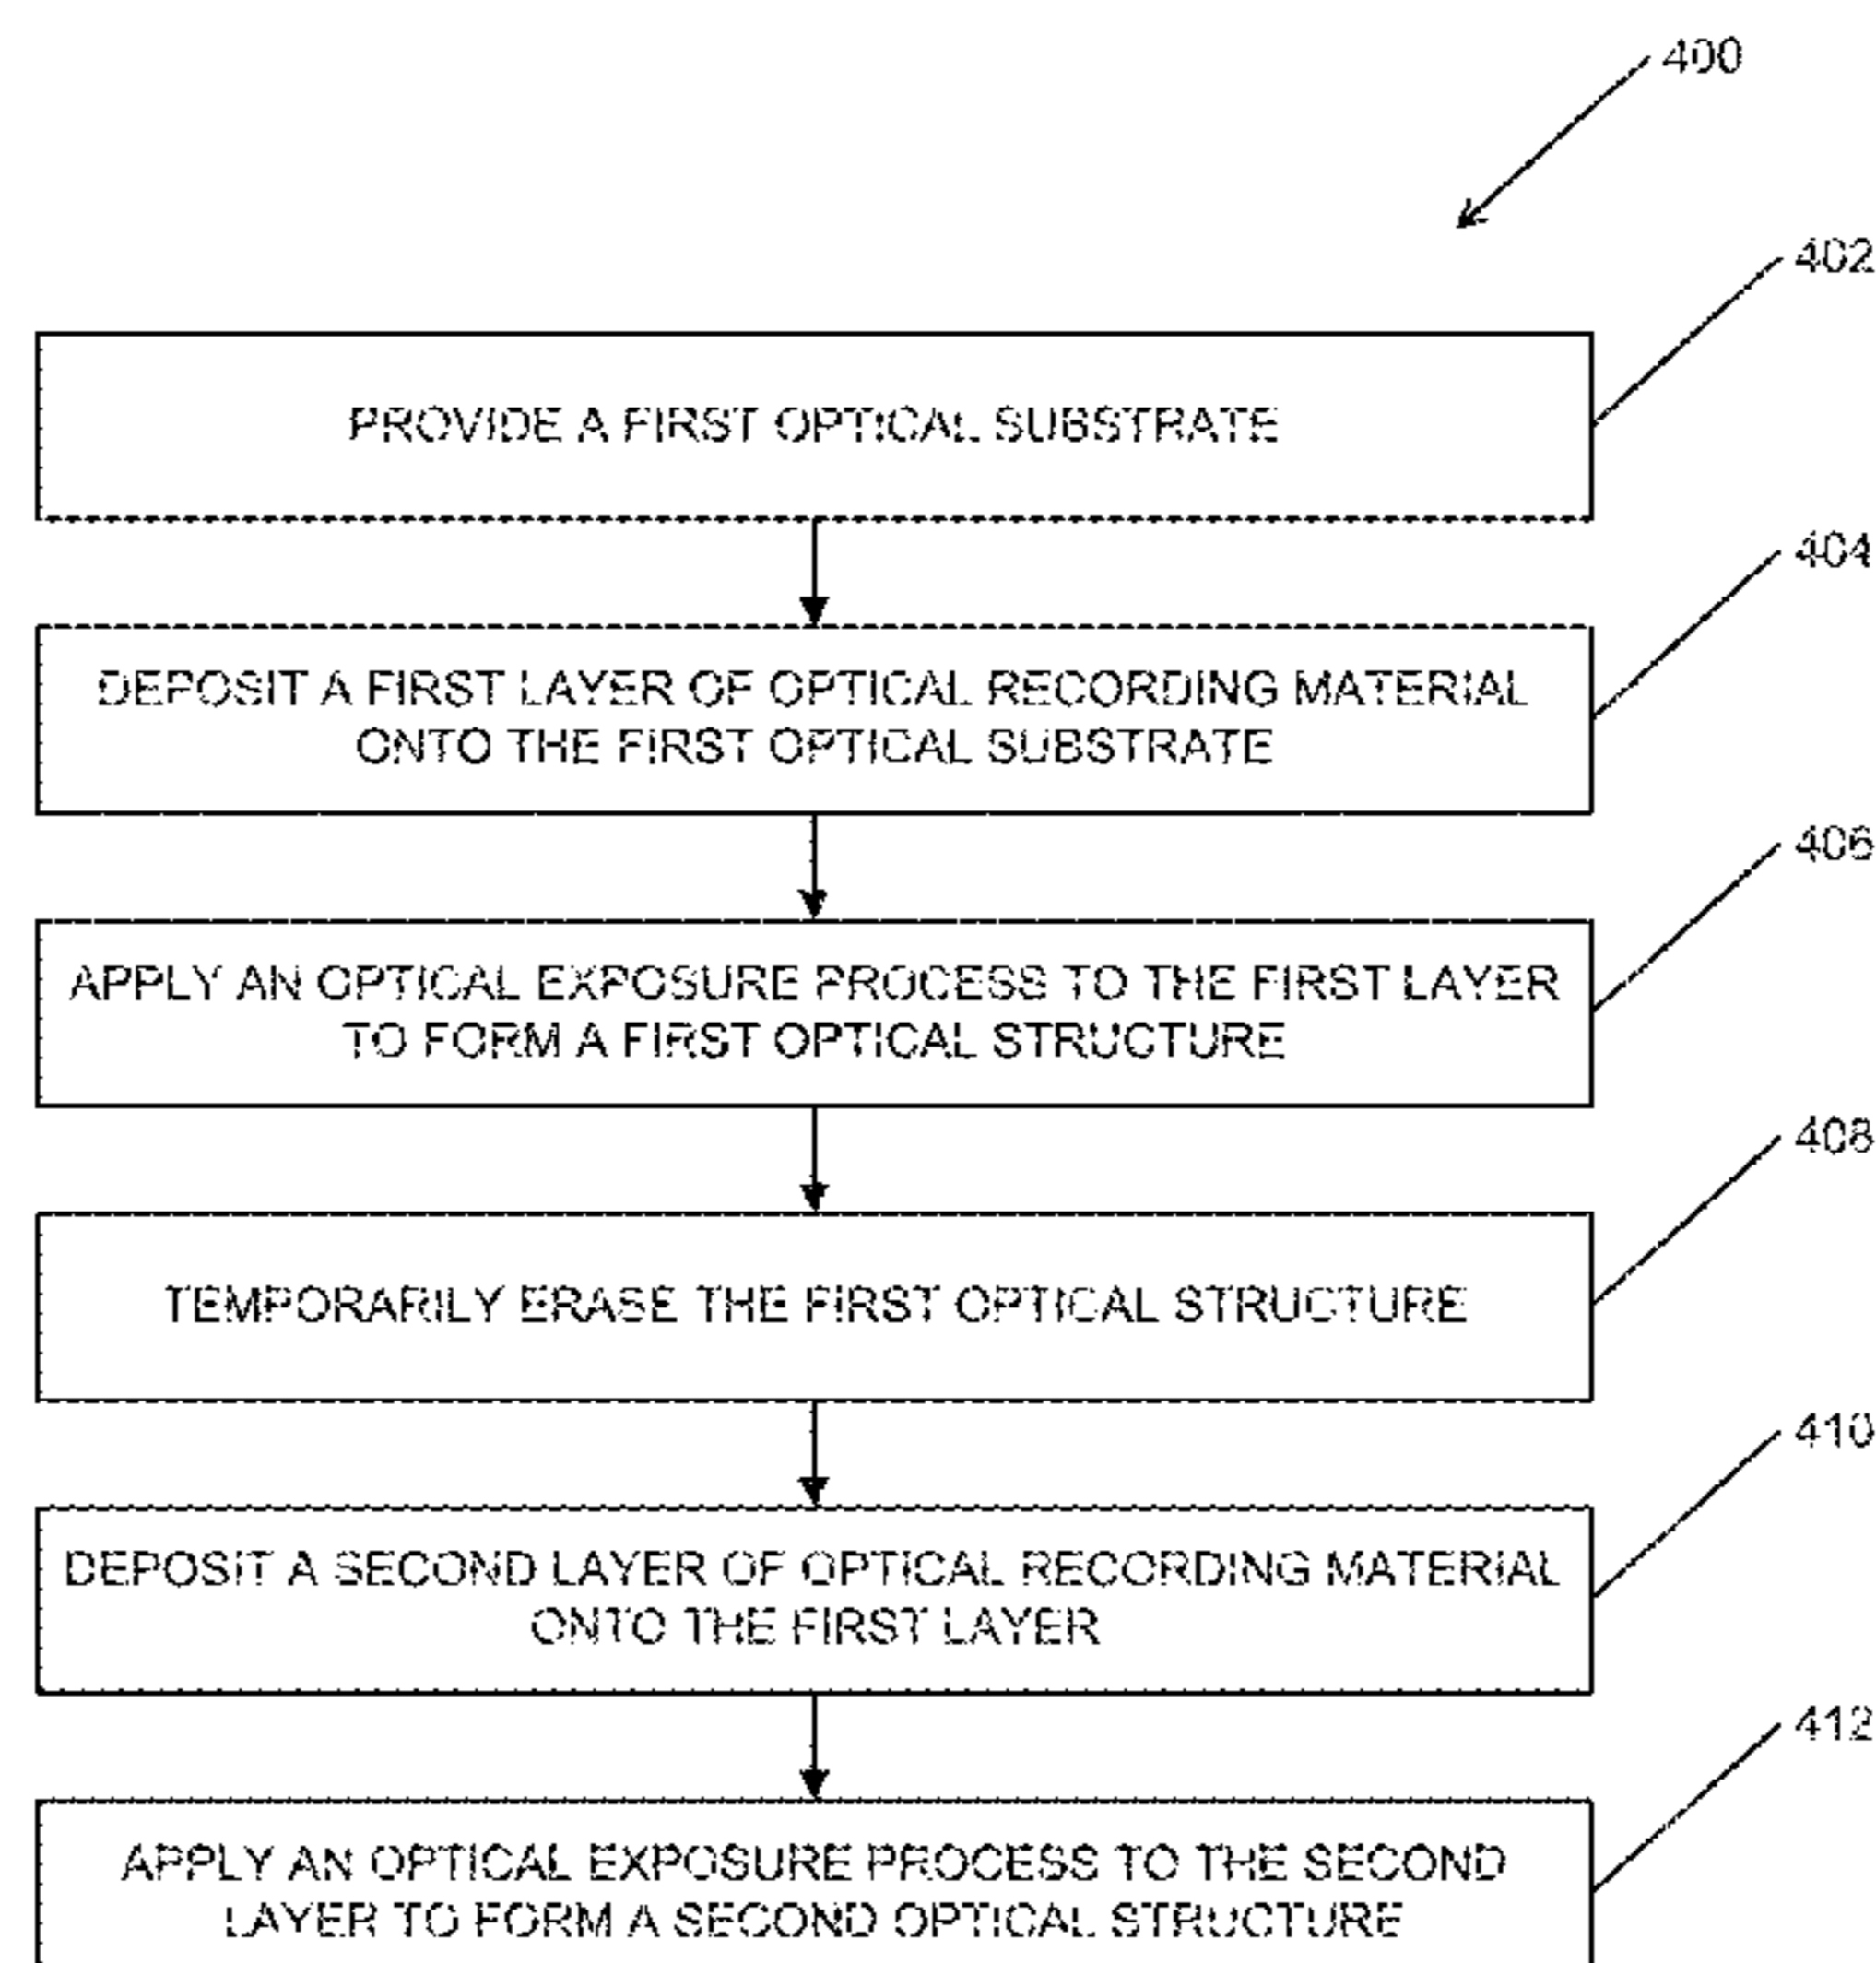 400
402
PROVIDE A FIRST OPTICAL SUBSTRATE
404
DEPOSIT A FIRST LAYER OF OPTICAL RECORDING MATERIAL
ONTO THE FIRST OPTICAL SUBSTRATE
406
APPLY AN OPTICAL EXPOSURE PROCESS TO THE FIRST LAYER
TO FORM A FIRST OPTICAL STRUCTURE
408
TEMPORARILY ERASE THE FIRST OPTICAL STRUCTURE
410
DEPOSIT A SECOND LAYER OF OPTICAL RECORDING MATERIAL
ONTO THE FIRST LAYER
412
APPLY AN OPTICAL EXPOSURE PROCESS TO THE SECOND
LAYER TO FORM A SECOND OPTICAL STRUCTURE